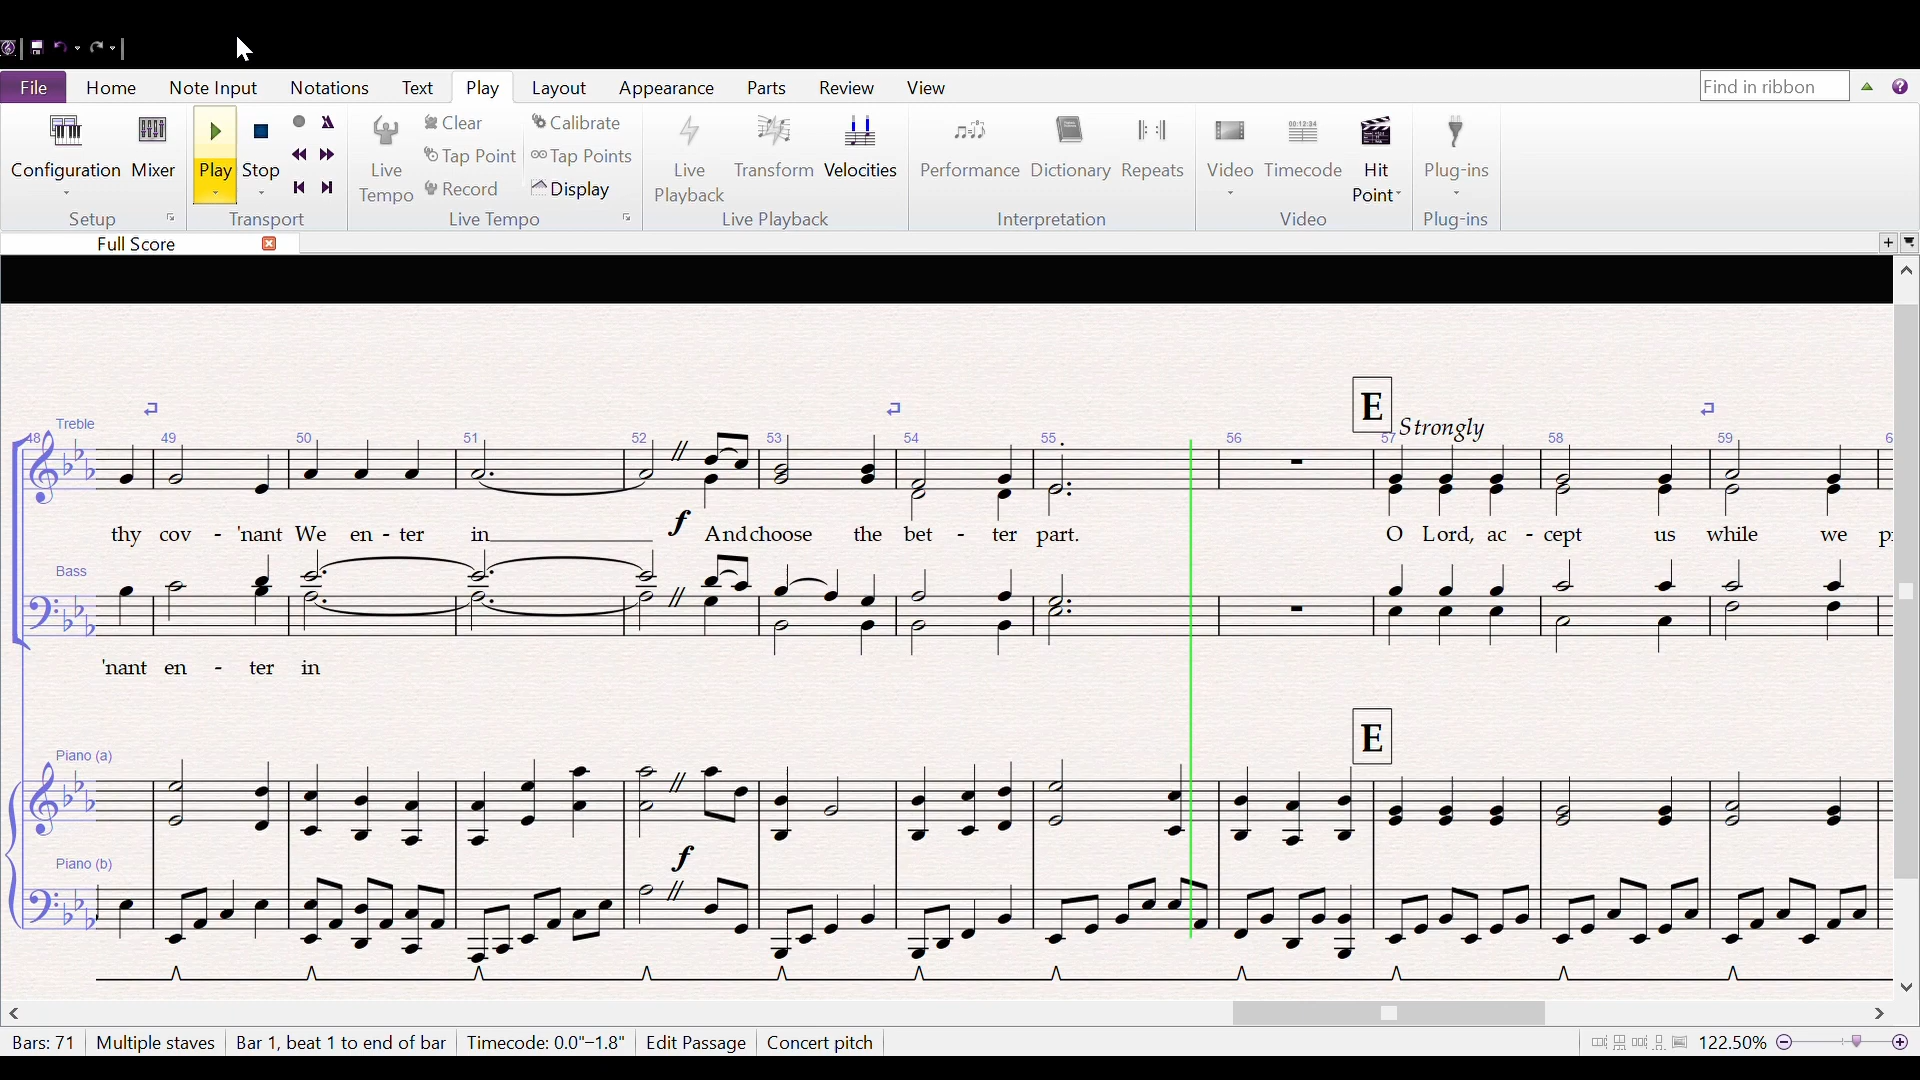 File Home Note Input Notations Text Play Layout Appearance Parts Review View Find in ribbon
Configuration Mixer Play Stop Live Tempo Clear Tap Point Record Calibrate Tap Points Display Live Playback Transform Velocities Performance Dictionary Repeats Video Timecode Hit Point Plug-ins
Setup Transport Live Tempo Live Playback Interpretation Video Plug-ins
Full Score
E Strongly
Treble
48 49 50 51 52 53 54 55 56 57 58 59 6
thy cov - 'nant We en - ter in f And choose the bet - ter part. O Lord, ac - cept us while we p
Bass
'nant en - ter in
E
Piano (a)
f
Piano (b)
Bars: 71 Multiple staves Bar 1, beat 1 to end of bar Timecode: 0.0"–1.8" Edit Passage Concert pitch 122.50%